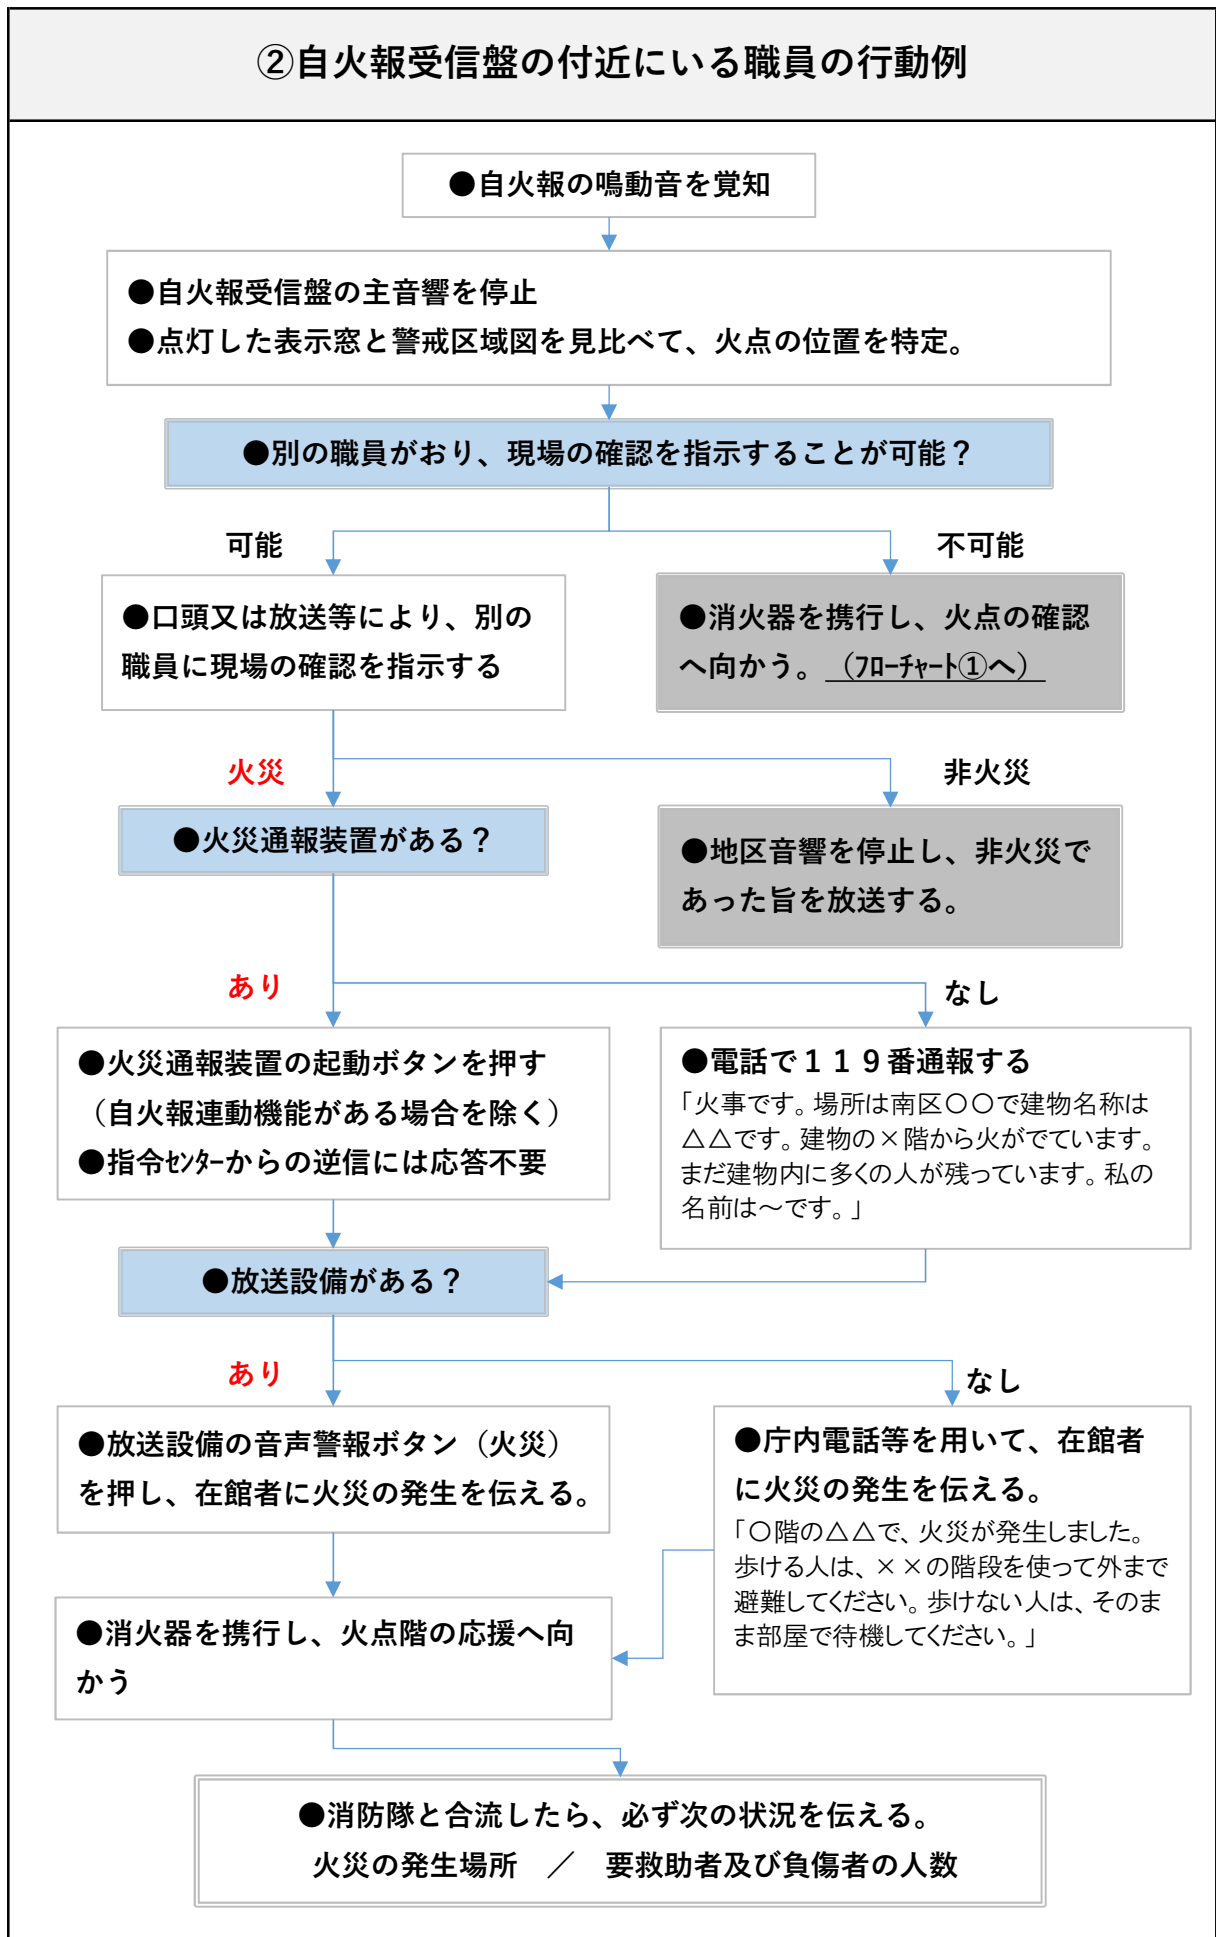 ②自火報受信盤の付近にいる職員の行動例
●自火報の鳴動音を覚知
●自火報受信盤の主音響を停止
●点灯した表示窓と警戒区域図を見比べて、火点の位置を特定。
●別の職員がおり、現場の確認を指示することが可能？
可能
不可能
●口頭又は放送等により、別の
職員に現場の確認を指示する
●消火器を携行し、火点の確認
へ向かう。（ﾌﾛｰﾁｬｰﾄ①へ）
火災
非火災
●火災通報装置がある？
●地区音響を停止し、非火災で
あった旨を放送する。
あり
なし
●火災通報装置の起動ボタンを押す
（自火報連動機能がある場合を除く）
●指令ｾﾝﾀｰからの逆信には応答不要
●電話で１１９番通報する
「火事です。場所は南区〇〇で建物名称は
△△です。建物の×階から火がでています。
まだ建物内に多くの人が残っています。私の
名前は～です。」
●放送設備がある？
あり
なし
●放送設備の音声警報ボタン（火災）
を押し、在館者に火災の発生を伝える。
●庁内電話等を用いて、在館者
に火災の発生を伝える。
「〇階の△△で、火災が発生しました。
歩ける人は、××の階段を使って外まで
避難してください。歩けない人は、そのま
ま部屋で待機してください。」
●消火器を携行し、火点階の応援へ向
かう
●消防隊と合流したら、必ず次の状況を伝える。
火災の発生場所　／　要救助者及び負傷者の人数